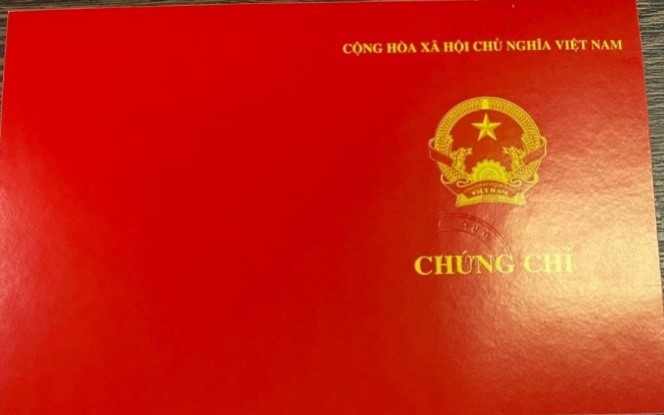 CỘNG HÒA XÃ HỘI CHỦ NGHĨA VIỆT NAM
VIỆT NAM
CHỨNG CHỈ